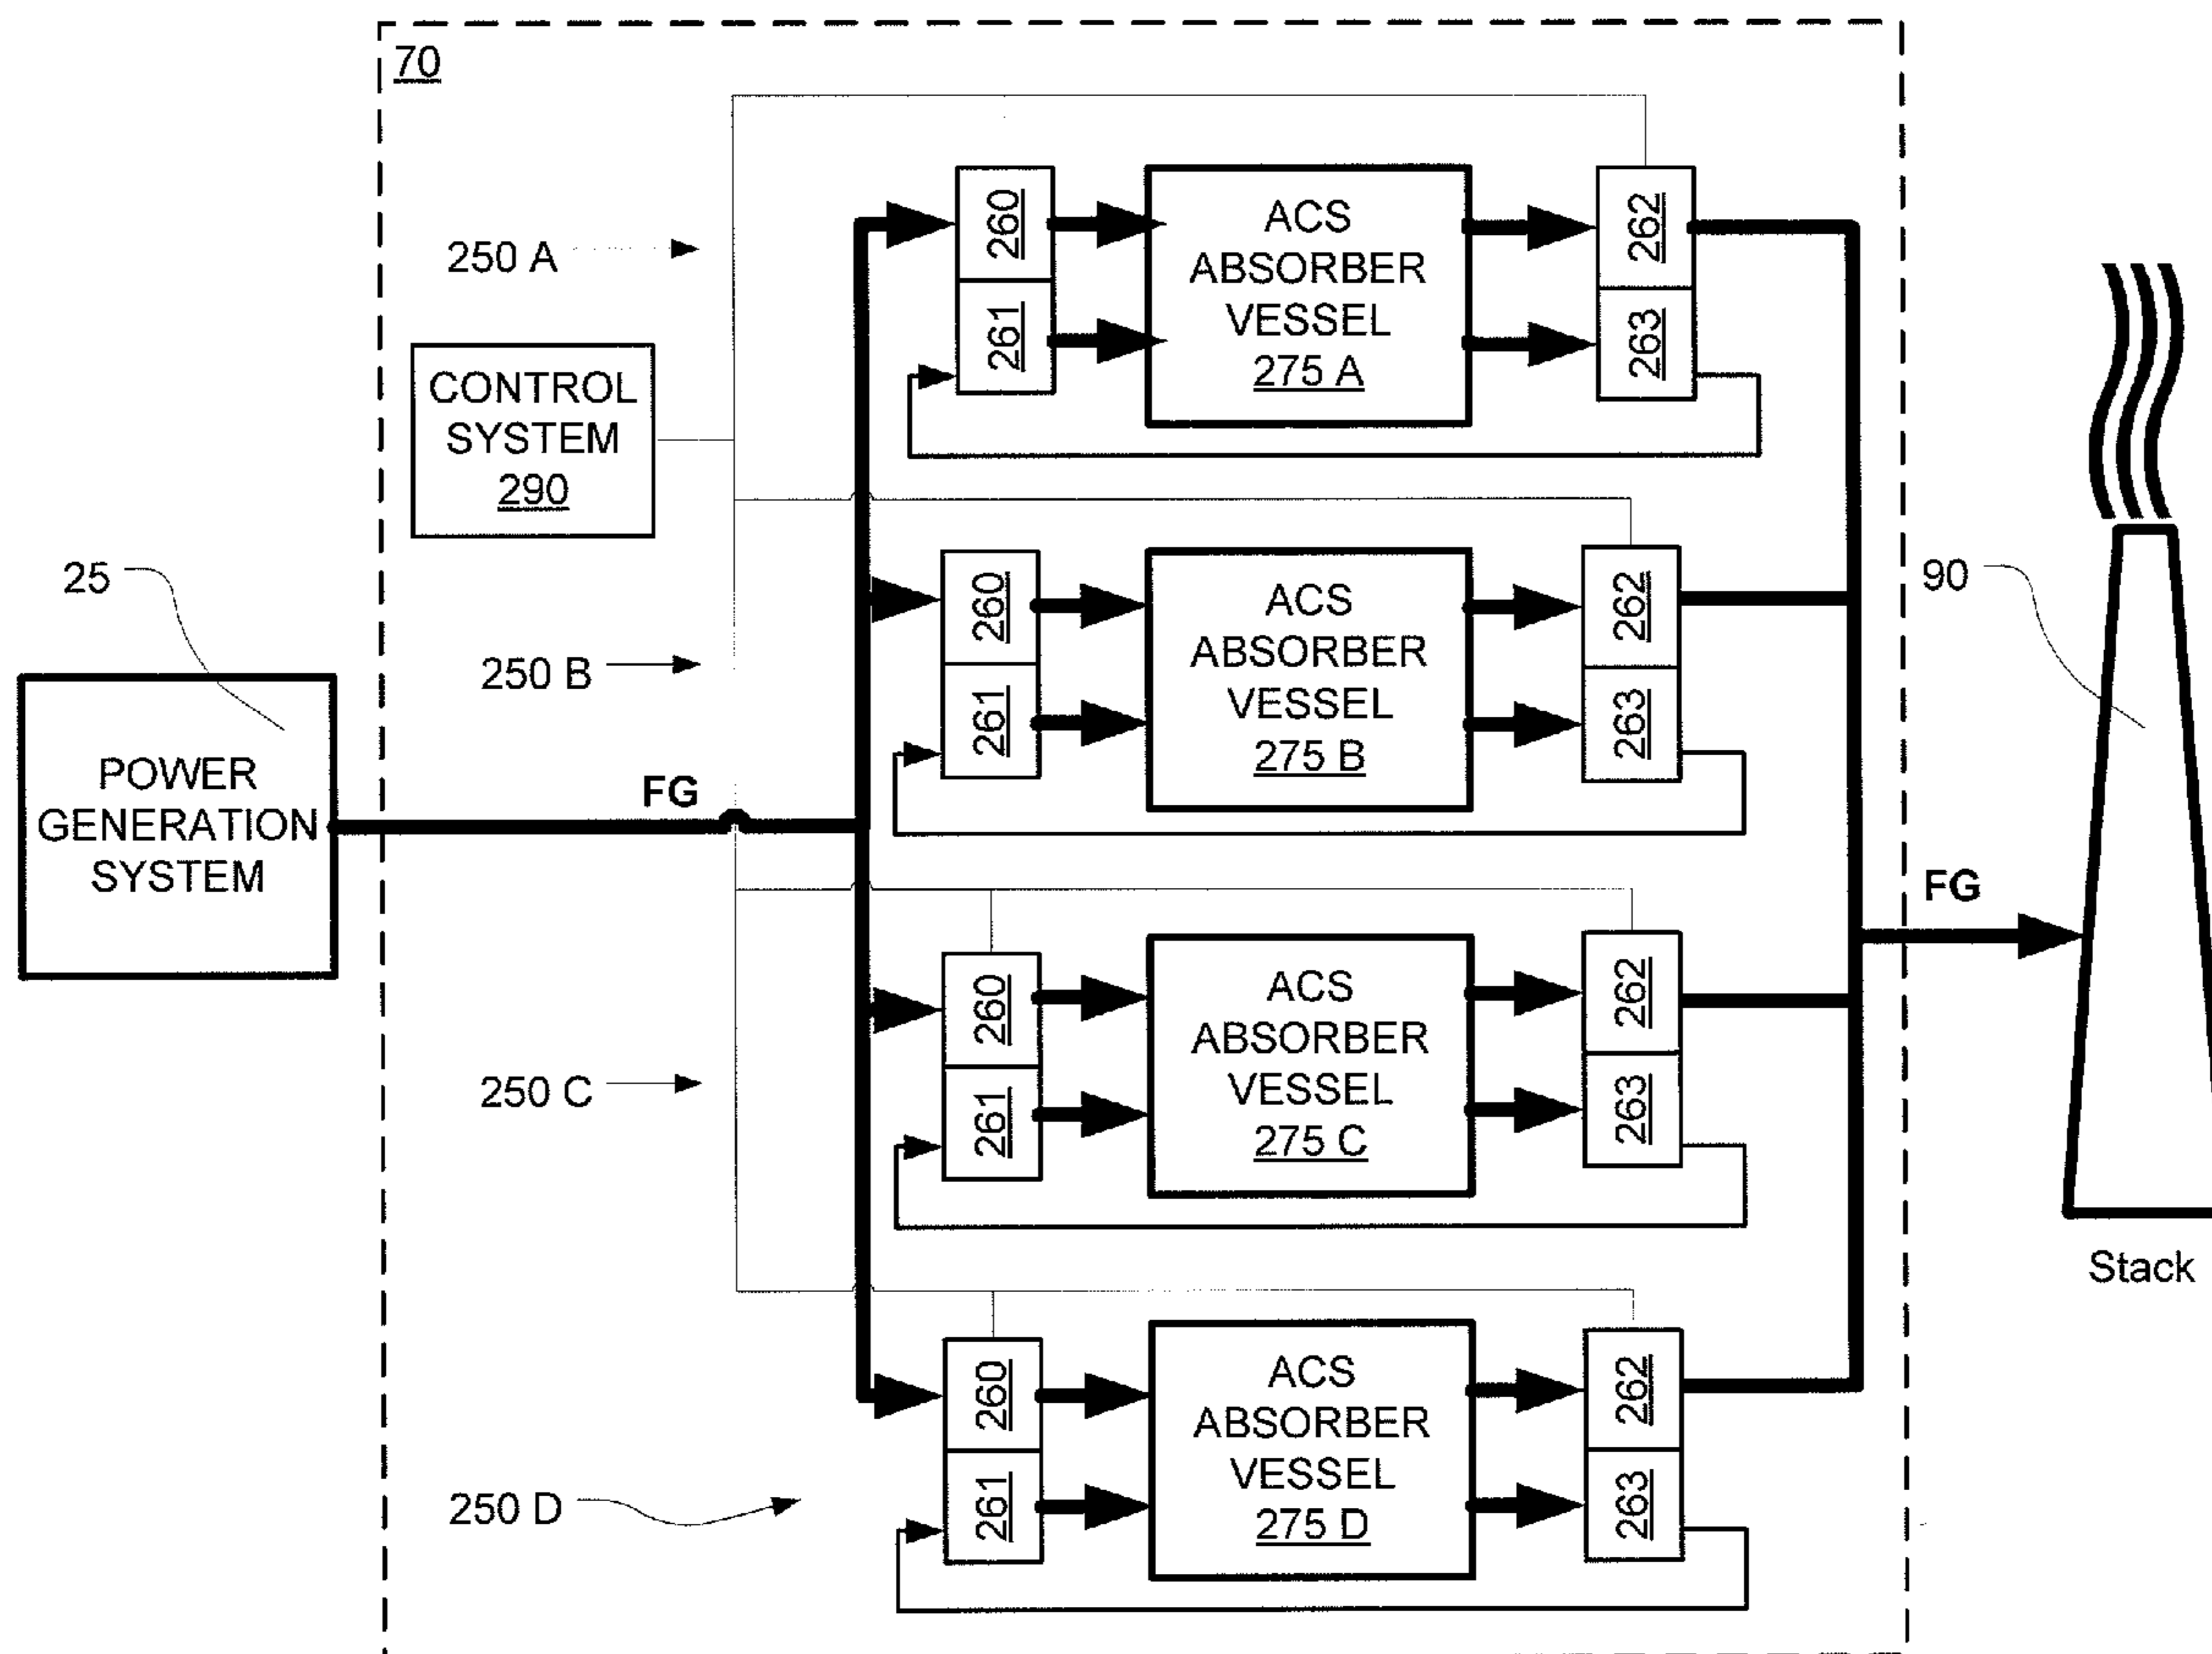 70
260
261
ACS
ABSORBER
VESSEL
275 A
262
263
250 A
CONTROL
SYSTEM
290
25
260
261
ACS
ABSORBER
VESSEL
275 B
262
263
90
250 B
POWER
GENERATION
SYSTEM
FG
FG
260
261
ACS
ABSORBER
VESSEL
275 C
262
263
250 C
Stack
260
261
ACS
ABSORBER
VESSEL
275 D
262
263
250 D